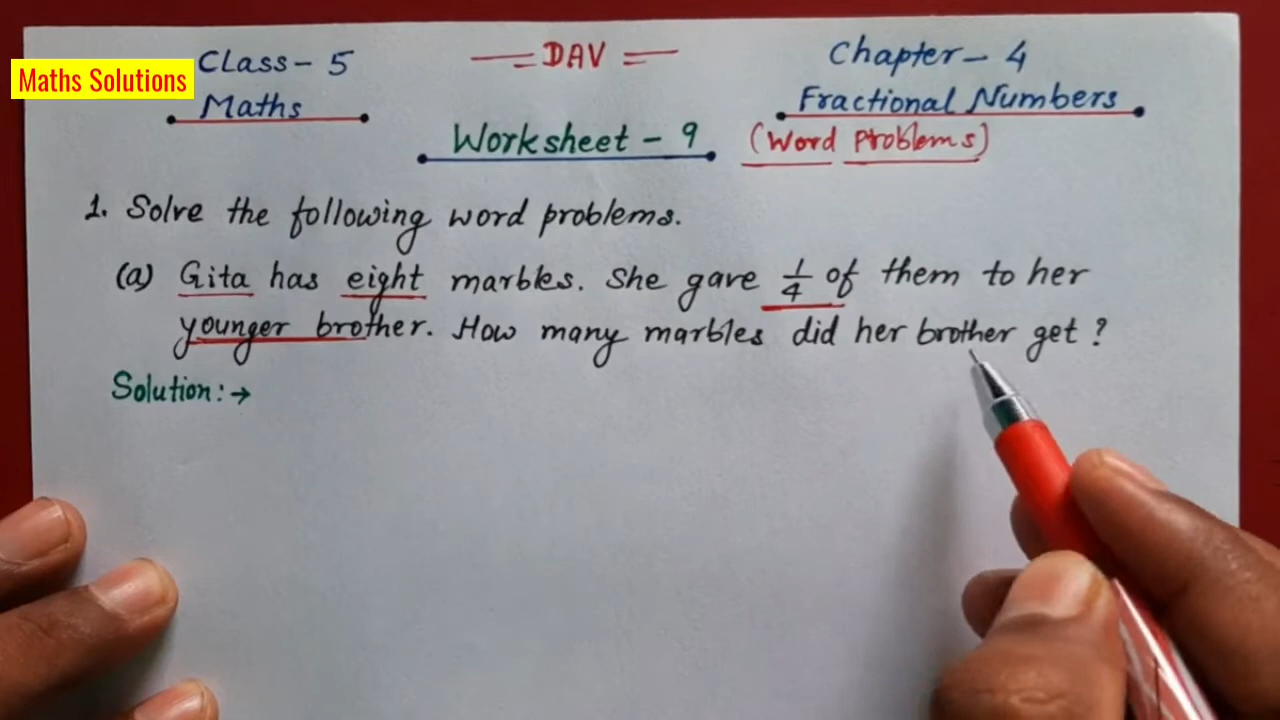 Maths Solutions
Class - 5
Maths
DAV
Chapter - 4
Fractional Numbers
Worksheet - 9 (Word Problems)
1. Solve the following word problems.
(a) Gita has eight marbles. She gave 1/4 of them to her
younger brother. How many marbles did her brother get?
Solution :→